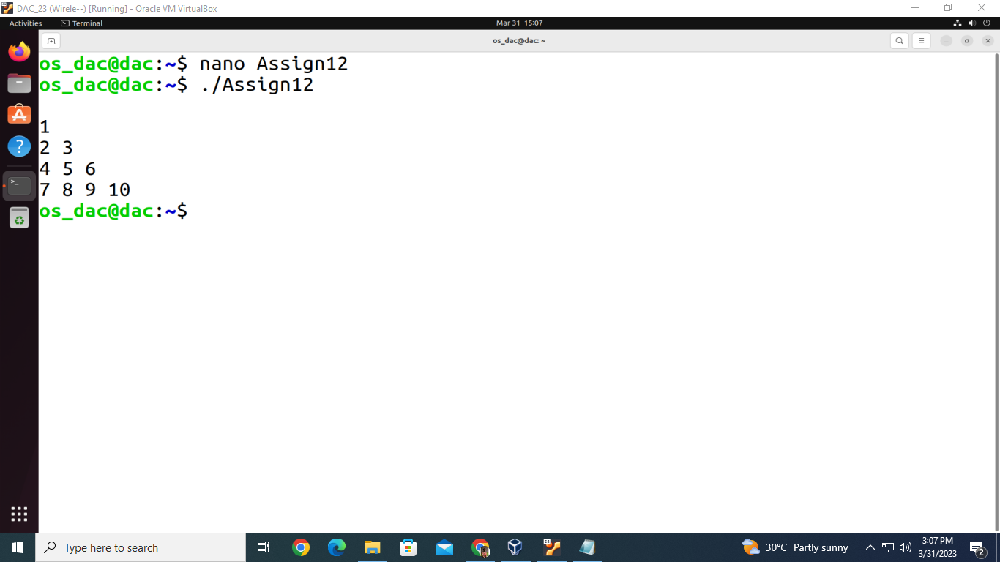 DAC_23 (Wirele--) [Running] - Oracle VM VirtualBox
Activities
Terminal
Mar 31 15:07
os_dac@dac: ~
os_dac@dac:~$ nano Assign12
os_dac@dac:~$ ./Assign12
1
2 3
4 5 6
7 8 9 10
os_dac@dac:~$
Type here to search
64
30°C Partly sunny
3:07 PM
3/31/2023
2